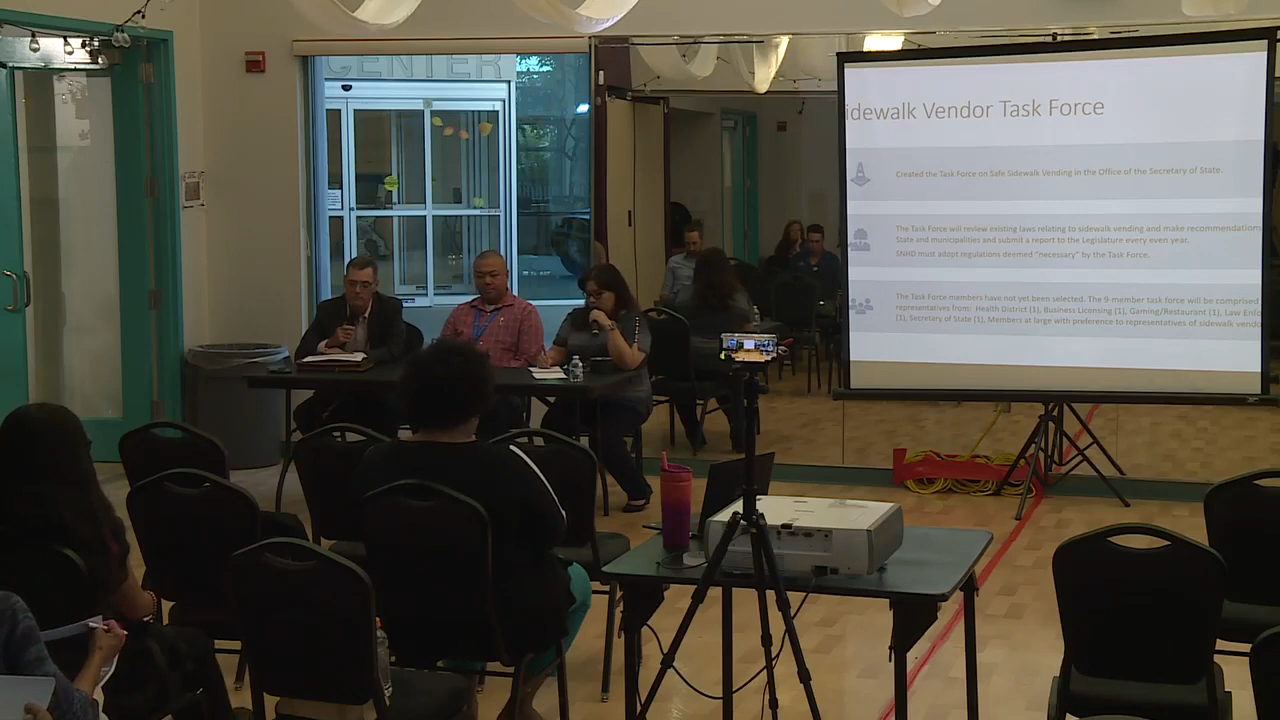 CENTER
idewalk Vendor Task Force
Created the Task Force on Safe Sidewalk Vending in the Office of the Secretary of State.
The Task Force will review existing laws relating to sidewalk vending and make recommendations
State and municipalities and submit a report to the Legislature every even year.
SNHD must adopt regulations deemed "necessary" by the Task Force.
The Task Force members have not yet been selected. The 9-member task force will be comprised
representatives from: Health District (1), Business Licensing (1), Gaming/Restaurant (1), Law Enfo
(1), Secretary of State (1), Members at large with preference to representatives of sidewalk vendo